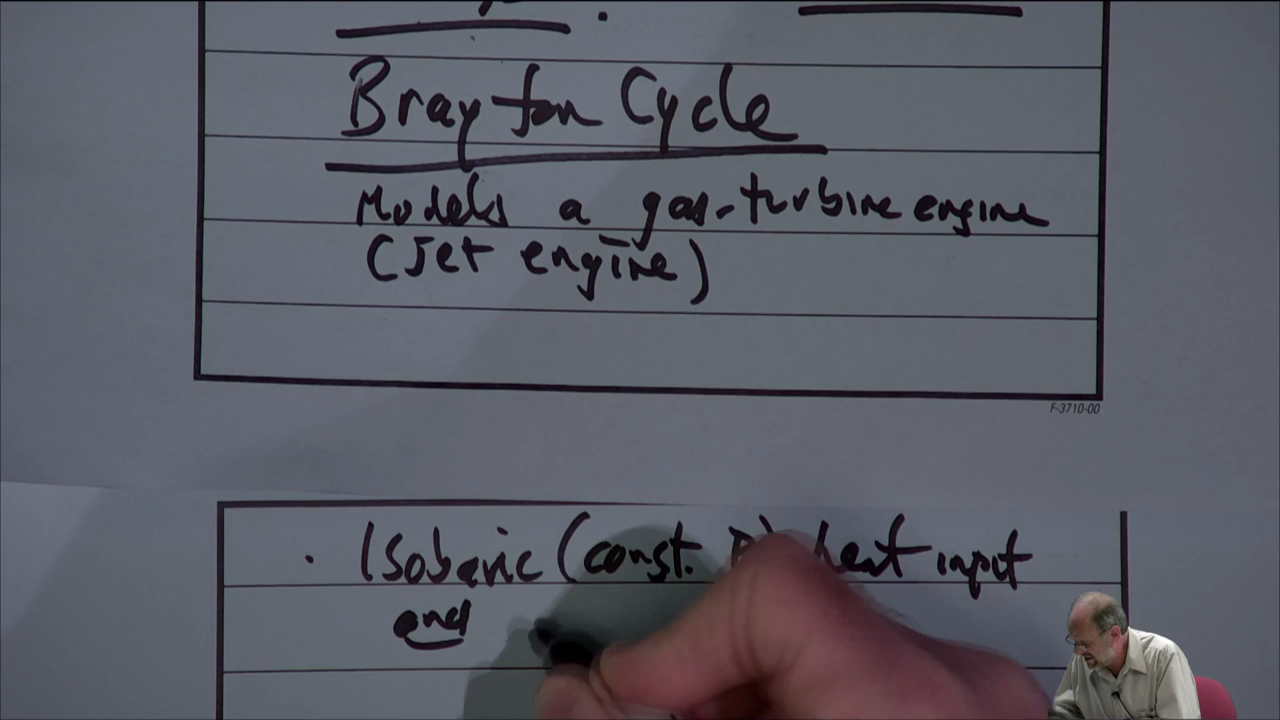 Brayton Cycle
Models a gas-turbine engine
(Jet engine)
F-3710-00
· Isobaric (const. P) heat input
and